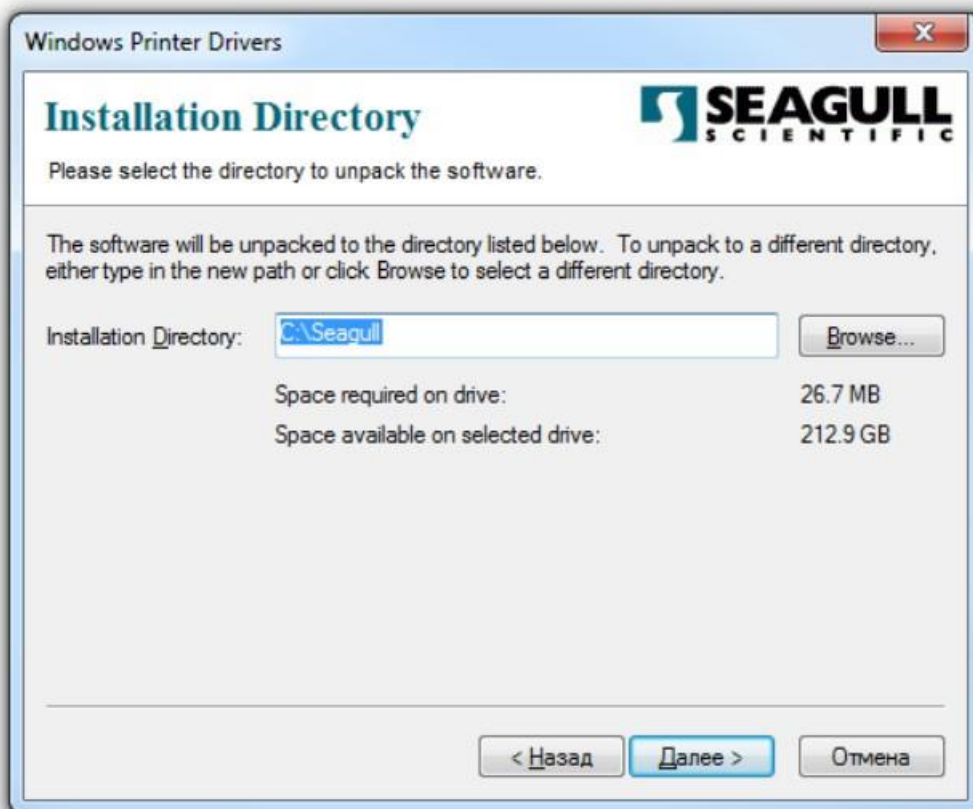 Windows Printer Drivers
Installation Directory
SEAGULL
SCIENTIFIC
Please select the directory to unpack the software.
The software will be unpacked to the directory listed below. To unpack to a different directory,
either type in the new path or click Browse to select a different directory.
Installation Directory: C:\Seagull Browse...
Space required on drive: 26.7 MB
Space available on selected drive: 212.9 GB
< Назад Далее > Отмена